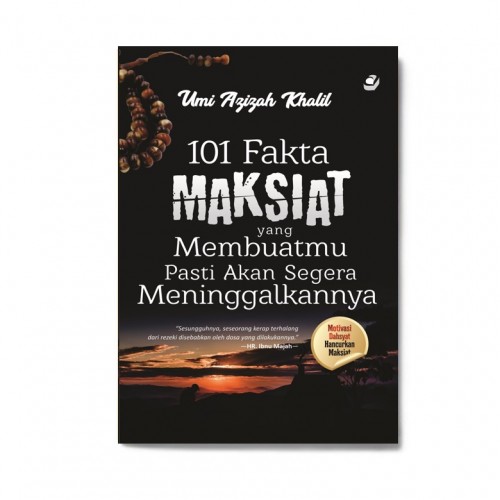 Umi Azizah Khalil
101 Fakta
MAKSIAT
yang
Membuatmu
Pasti Akan Segera
Meninggalkannya
"Sesungguhnya, seseorang kerap terhalang
dari rezeki disebabkan oleh dosa yang dilakukannya."
—HR. Ibnu Majah—
Motivasi
Dahsyat
Hancurkan
Maksiat